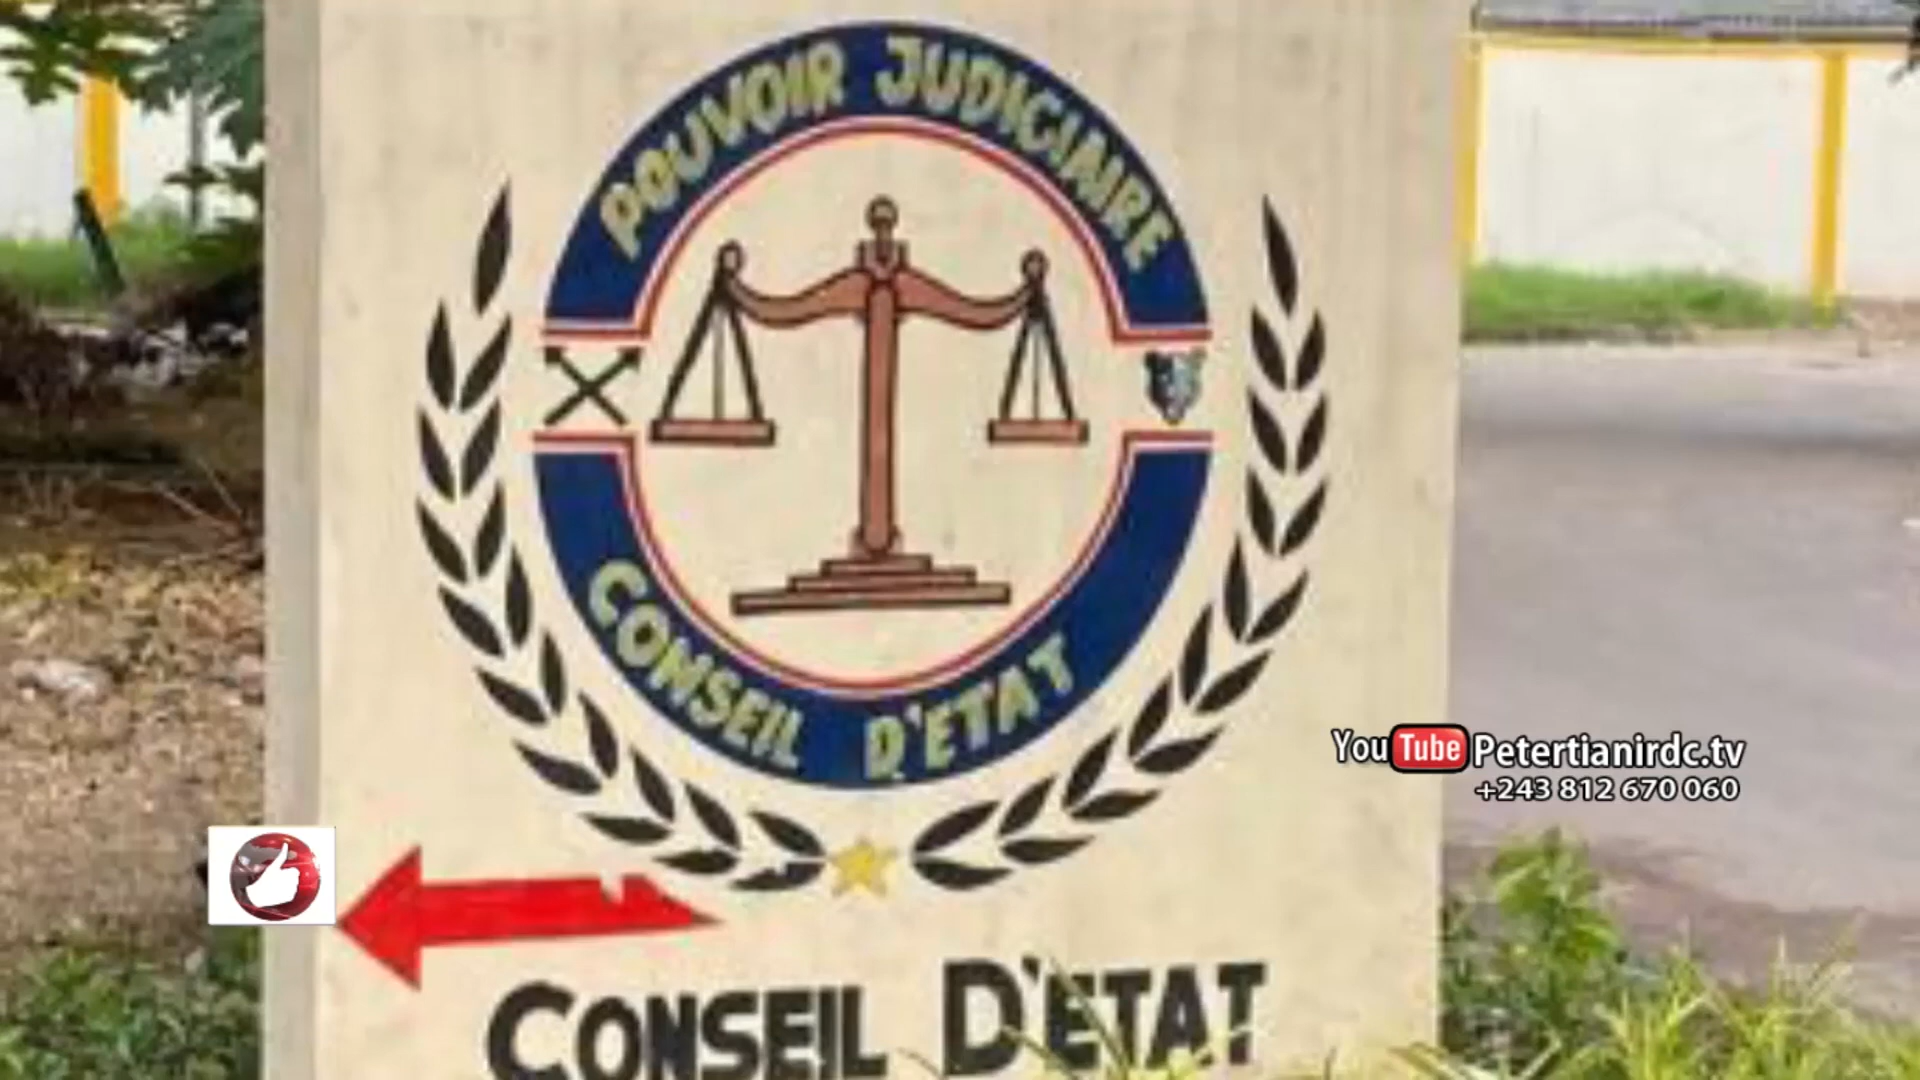 POUVOIR JUDICIAIRE
CONSEIL D'ETAT
YouTube Petertianirdc.tv
+243 812 670 060
CONSEIL D'ETAT